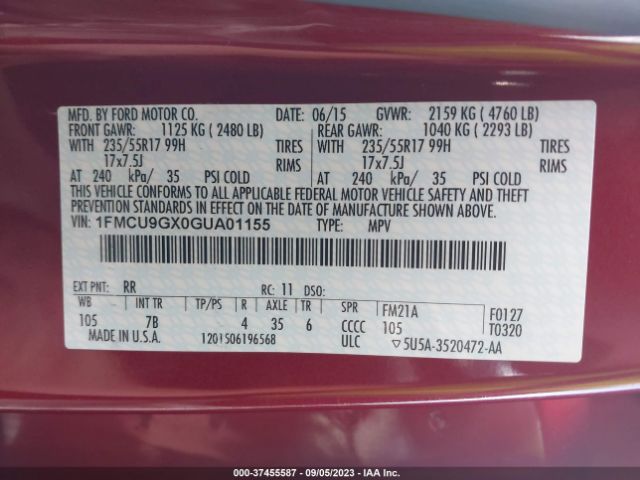 MFD. BY FORD MOTOR CO. DATE: 06/15 GVWR: 2159 KG ( 4760 LB)
FRONT GAWR: 1125 KG ( 2480 LB) REAR GAWR: 1040 KG ( 2293 LB)
WITH 235/55R17 99H TIRES WITH 235/55R17 99H TIRES
17x7.5J RIMS 17x7.5J RIMS
AT 240 kPa/ 35 PSI COLD AT 240 kPa/ 35 PSI COLD
THIS VEHICLE CONFORMS TO ALL APPLICABLE FEDERAL MOTOR VEHICLE SAFETY AND THEFT
PREVENTION STANDARDS IN EFFECT ON THE DATE OF MANUFACTURE SHOWN ABOVE.
VIN: 1FMCU9GX0GUA01155 TYPE: MPV
EXT PNT: RR RC: 11 DSO:
WB INT TR TP/PS R AXLE TR SPR FM21A F0127
105 7B 4 35 6 CCCC 105 T0320
MADE IN U.S.A. 1201506196568 ULC ▽5U5A-3520472-AA
Stock No: 000 - 37455587 - 09/05/2023 - IAA Inc.